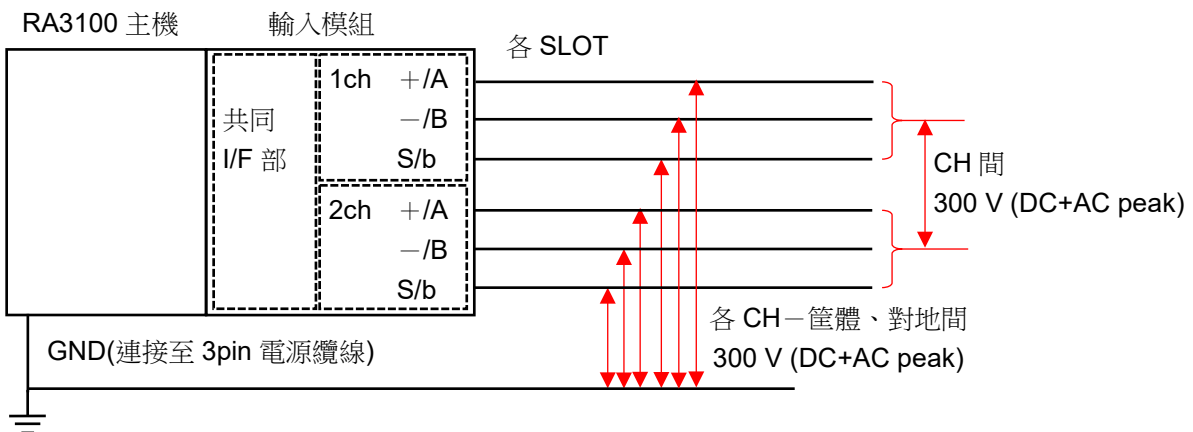 RA3100 主機
輸入模組
各 SLOT
共同
I/F 部
1ch +/A
-/B
S/b
2ch +/A
-/B
S/b
CH 間
300 V (DC+AC peak)
各 CH-筐體、對地間
300 V (DC+AC peak)
GND(連接至 3pin 電源纜線)